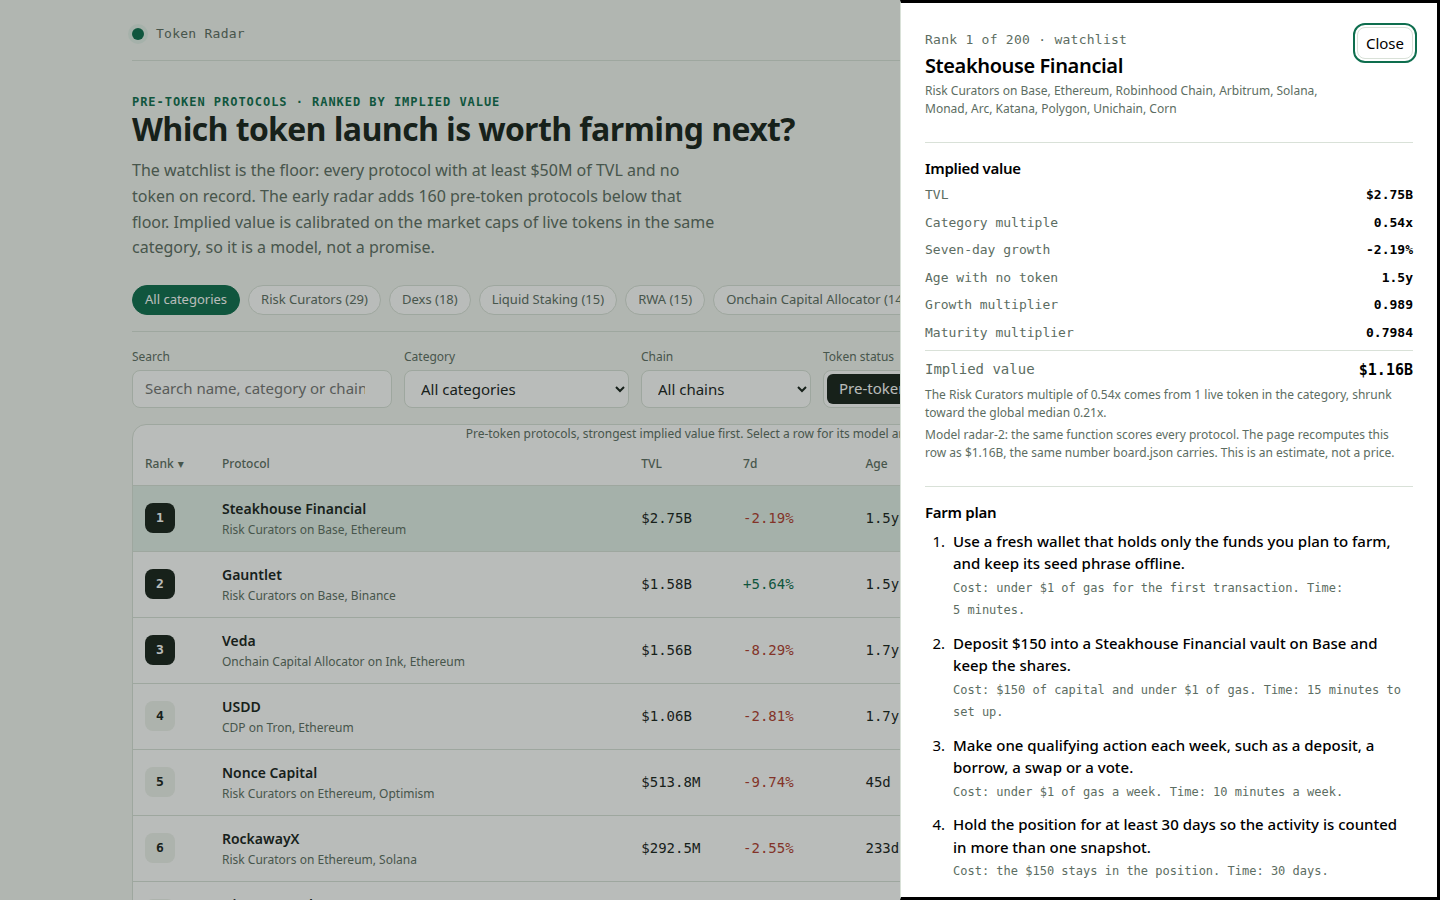 Token Radar
PRE-TOKEN PROTOCOLS · RANKED BY IMPLIED VALUE
Which token launch is worth farming next?
The watchlist is the floor: every protocol with at least $50M of TVL and no
token on record. The early radar adds 160 pre-token protocols below that
floor. Implied value is calibrated on the market caps of live tokens in the same
category, so it is a model, not a promise.
All categories
Risk Curators (29)
Dexs (18)
Liquid Staking (15)
RWA (15)
Onchain Capital Allocator (14
Search
Category
Chain
Token status
Search name, category or chain
All categories
All chains
Pre-token
Pre-token protocols, strongest implied value first. Select a row for its model
Rank ▾ Protocol TVL 7d Age
1 Steakhouse Financial $2.75B -2.19% 1.5y
Risk Curators on Base, Ethereum
2 Gauntlet $1.58B +5.64% 1.5y
Risk Curators on Base, Binance
3 Veda $1.56B -8.29% 1.7y
Onchain Capital Allocator on Ink, Ethereum
4 USDD $1.06B -2.81% 1.7y
CDP on Tron, Ethereum
5 Nonce Capital $513.8M -9.74% 45d
Risk Curators on Ethereum, Optimism
6 RockawayX $292.5M -2.55% 233d
Risk Curators on Ethereum, Solana
Rank 1 of 200 · watchlist
Close
Steakhouse Financial
Risk Curators on Base, Ethereum, Robinhood Chain, Arbitrum, Solana,
Monad, Arc, Katana, Polygon, Unichain, Corn
Implied value
TVL $2.75B
Category multiple 0.54x
Seven-day growth -2.19%
Age with no token 1.5y
Growth multiplier 0.989
Maturity multiplier 0.7984
Implied value $1.16B
The Risk Curators multiple of 0.54x comes from 1 live token in the category, shrunk
toward the global median 0.21x.
Model radar-2: the same function scores every protocol. The page recomputes this
row as $1.16B, the same number board.json carries. This is an estimate, not a price.
Farm plan
1. Use a fresh wallet that holds only the funds you plan to farm,
and keep its seed phrase offline.
Cost: under $1 of gas for the first transaction. Time:
5 minutes.
2. Deposit $150 into a Steakhouse Financial vault on Base and
keep the shares.
Cost: $150 of capital and under $1 of gas. Time: 15 minutes to
set up.
3. Make one qualifying action each week, such as a deposit, a
borrow, a swap or a vote.
Cost: under $1 of gas a week. Time: 10 minutes a week.
4. Hold the position for at least 30 days so the activity is counted
in more than one snapshot.
Cost: the $150 stays in the position. Time: 30 days.